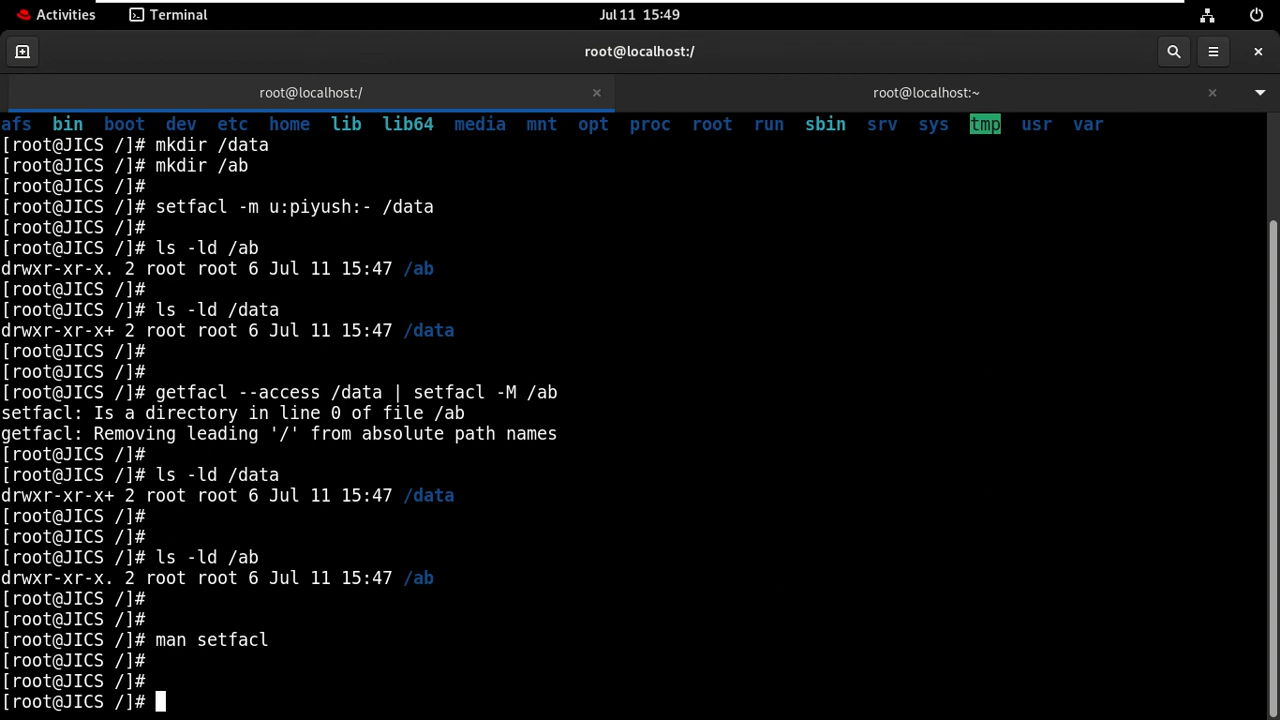 Activities Terminal Jul 11 15:49
root@localhost:/
root@localhost:/ × root@localhost:~ ×
afs bin boot dev etc home lib lib64 media mnt opt proc root run sbin srv sys tmp usr var
[root@JICS /]# mkdir /data
[root@JICS /]# mkdir /ab
[root@JICS /]#
[root@JICS /]# setfacl -m u:piyush:- /data
[root@JICS /]#
[root@JICS /]# ls -ld /ab
drwxr-xr-x. 2 root root 6 Jul 11 15:47 /ab
[root@JICS /]#
[root@JICS /]# ls -ld /data
drwxr-xr-x+ 2 root root 6 Jul 11 15:47 /data
[root@JICS /]#
[root@JICS /]#
[root@JICS /]# getfacl --access /data | setfacl -M /ab
setfacl: Is a directory in line 0 of file /ab
getfacl: Removing leading '/' from absolute path names
[root@JICS /]#
[root@JICS /]# ls -ld /data
drwxr-xr-x+ 2 root root 6 Jul 11 15:47 /data
[root@JICS /]#
[root@JICS /]#
[root@JICS /]# ls -ld /ab
drwxr-xr-x. 2 root root 6 Jul 11 15:47 /ab
[root@JICS /]#
[root@JICS /]#
[root@JICS /]# man setfacl
[root@JICS /]#
[root@JICS /]#
[root@JICS /]#